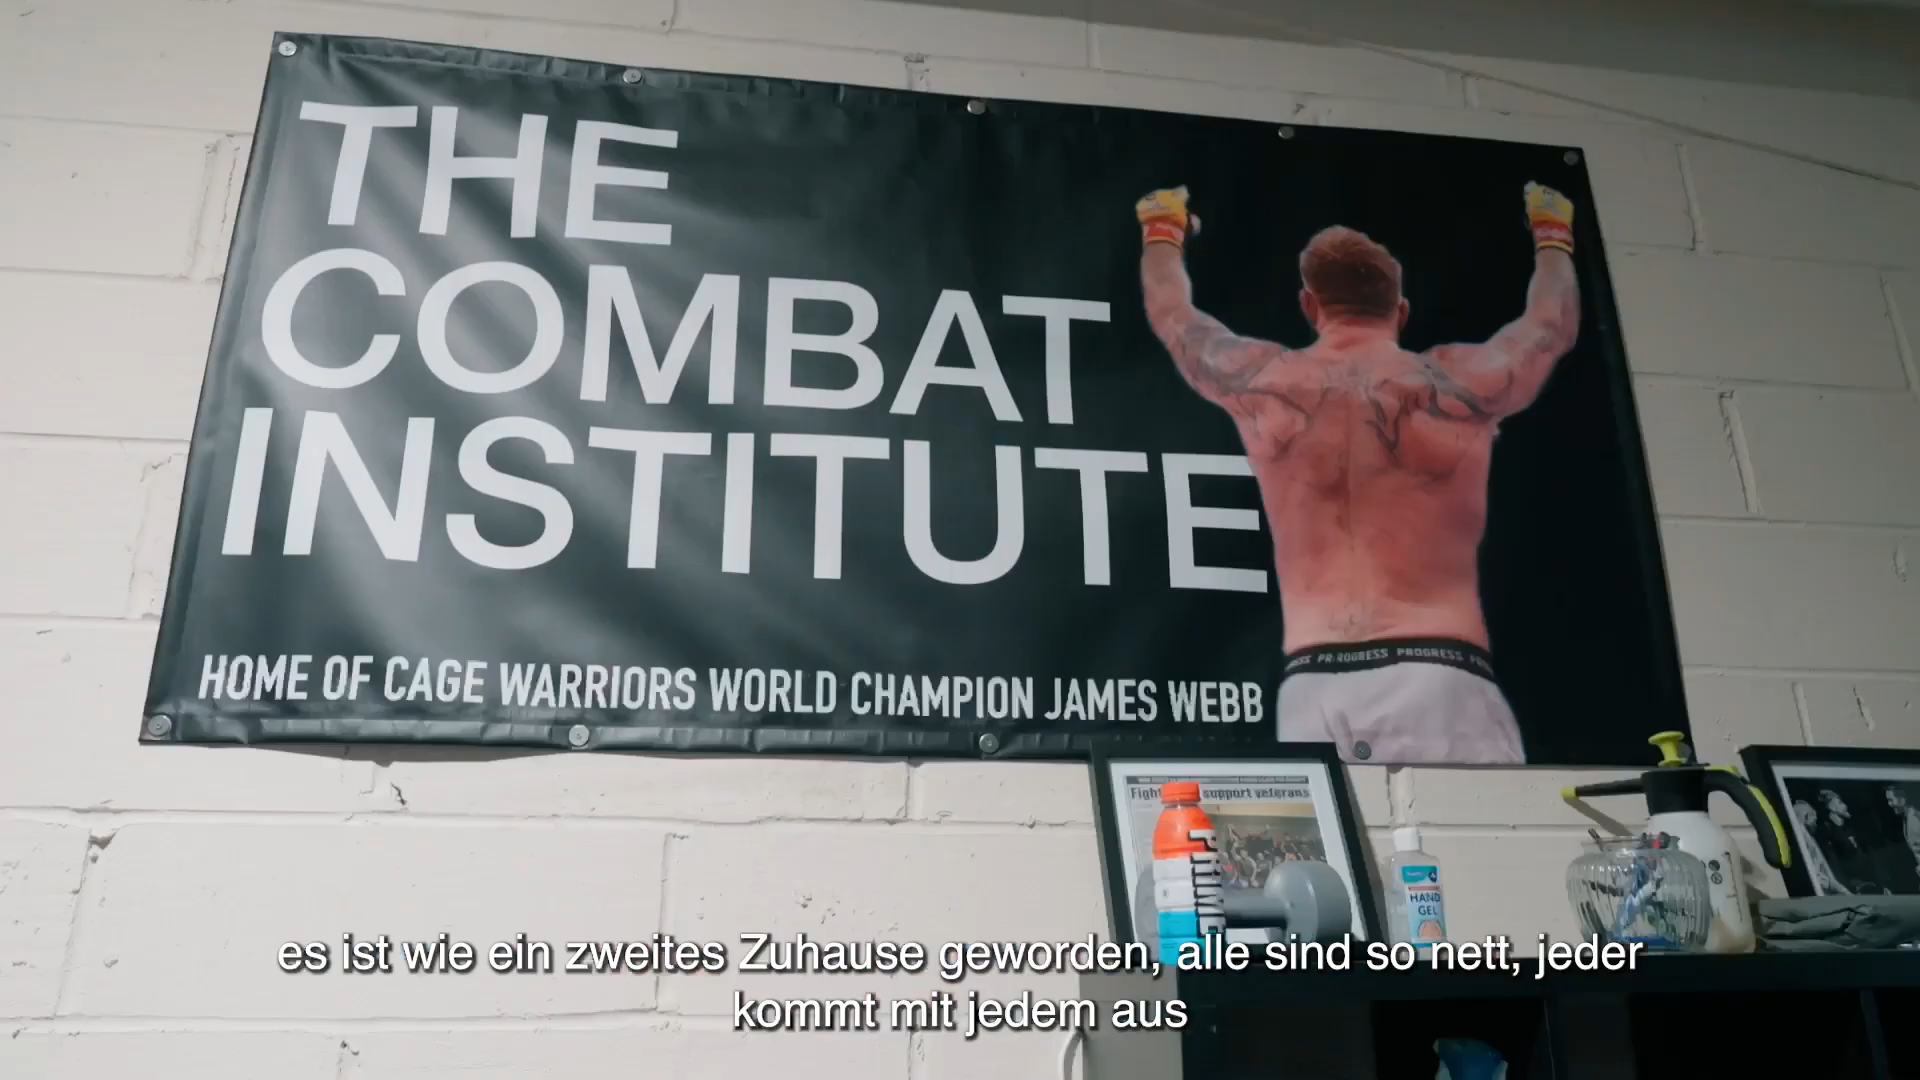 THE
COMBAT
INSTITUTE
HOME OF CAGE WARRIORS WORLD CHAMPION JAMES WEBB
PROGRESS PROGRESS
Fight support veterans
PRIME
HAND
GEL
es ist wie ein zweites Zuhause geworden, alle sind so nett, jeder
kommt mit jedem aus